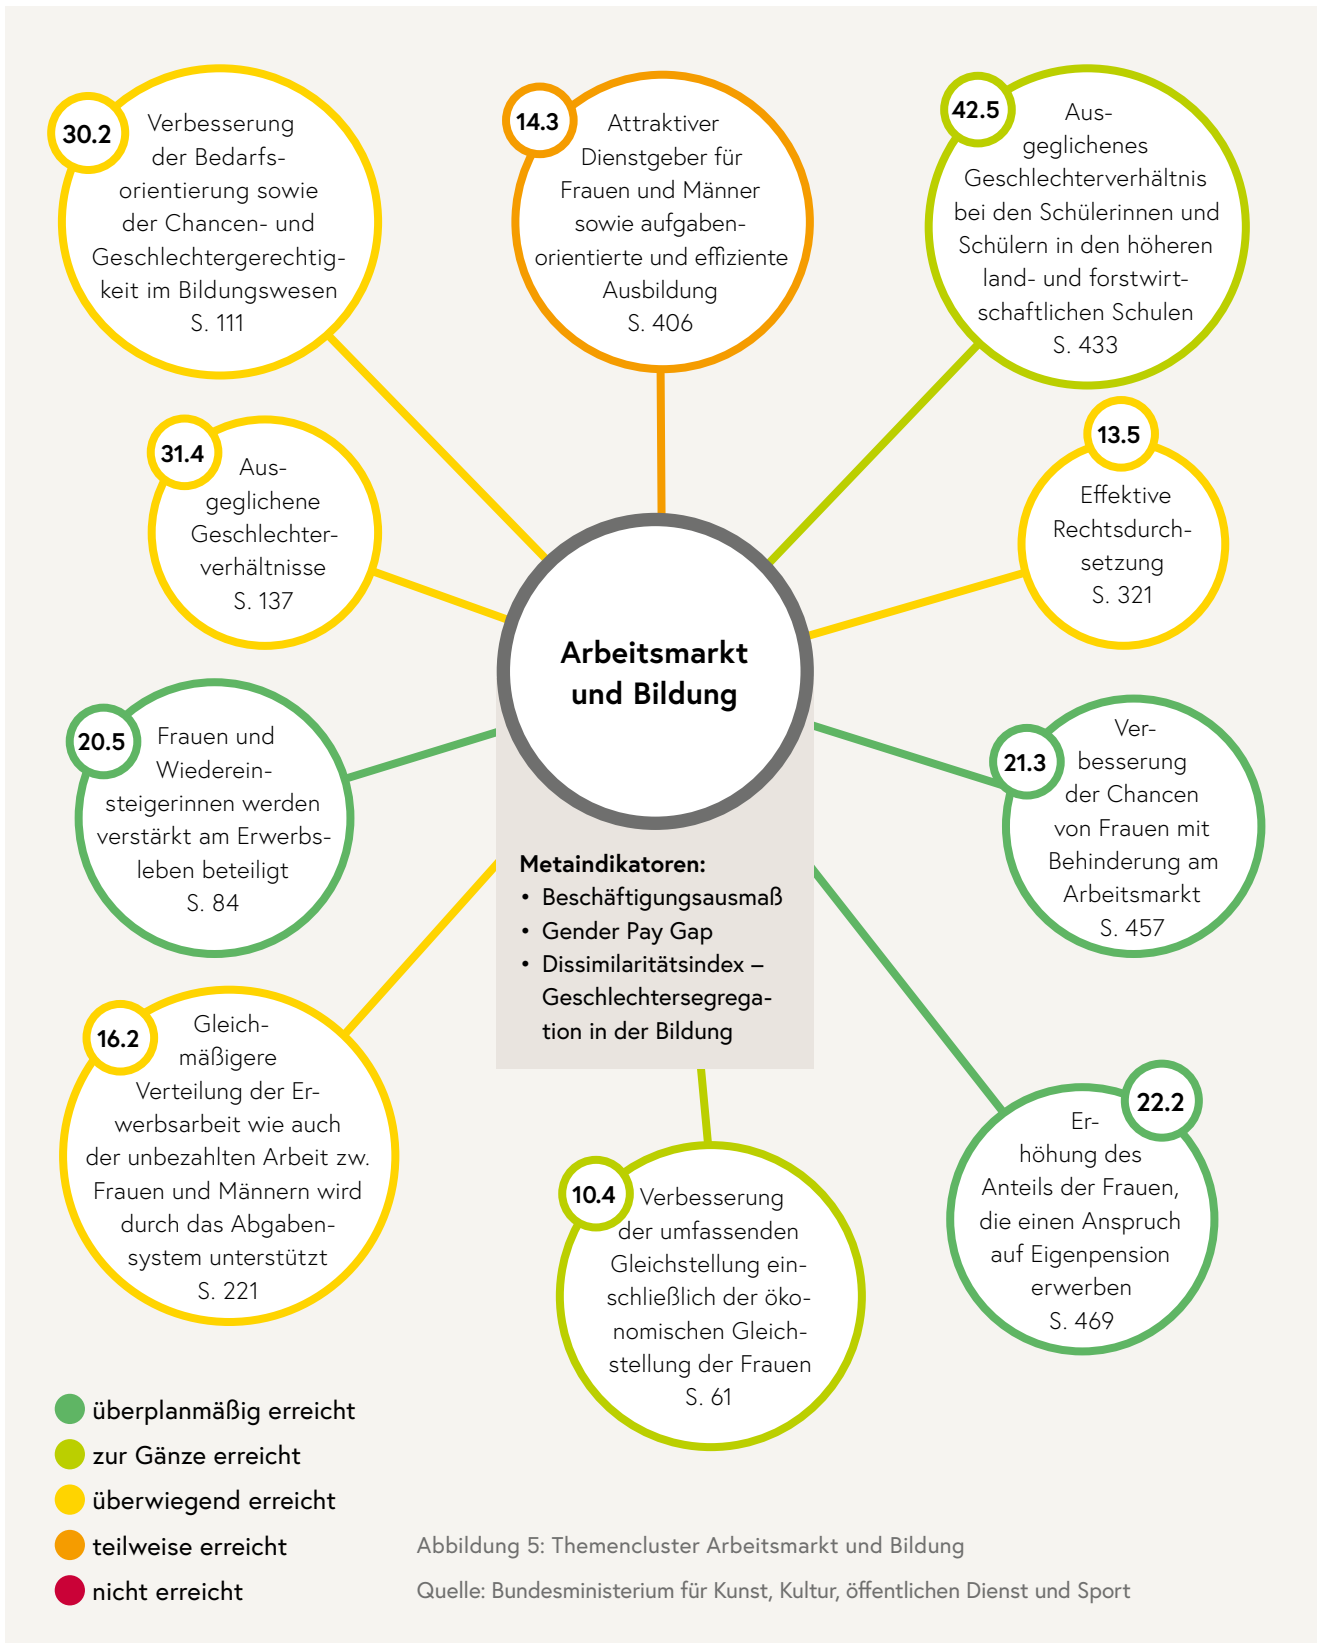 30.2
Verbesserung
der Bedarfs-
orientierung sowie
der Chancen- und
Geschlechtergerechtig-
keit im Bildungswesen
S. 111
14.3
Attraktiver
Dienstgeber für
Frauen und Männer
sowie aufgaben-
orientierte und effiziente
Ausbildung
S. 406
42.5
Aus-
geglichenes
Geschlechterverhältnis
bei den Schülerinnen und
Schülern in den höheren
land- und forstwirt-
schaftlichen Schulen
S. 433
31.4
Aus-
geglichene
Geschlechter-
verhältnisse
S. 137
13.5
Effektive
Rechtsdurch-
setzung
S. 321
Arbeitsmarkt
und Bildung
20.5
Frauen und
Wiederein-
steigerinnen werden
verstärkt am Erwerbs-
leben beteiligt
S. 84
21.3
Ver-
besserung
der Chancen
von Frauen mit
Behinderung am
Arbeitsmarkt
S. 457
Metaindikatoren:
• Beschäftigungsausmaß
• Gender Pay Gap
• Dissimilaritätsindex –
Geschlechtersegrega-
tion in der Bildung
16.2
Gleich-
mäßigere
Verteilung der Er-
werbsarbeit wie auch
der unbezahlten Arbeit zw.
Frauen und Männern wird
durch das Abgaben-
system unterstützt
S. 221
10.4
Verbesserung
der umfassenden
Gleichstellung ein-
schließlich der öko-
nomischen Gleich-
stellung der Frauen
S. 61
22.2
Er-
höhung des
Anteils der Frauen,
die einen Anspruch
auf Eigenpension
erwerben
S. 469
überplanmäßig erreicht
zur Gänze erreicht
überwiegend erreicht
teilweise erreicht
nicht erreicht
Abbildung 5: Themencluster Arbeitsmarkt und Bildung
Quelle: Bundesministerium für Kunst, Kultur, öffentlichen Dienst und Sport